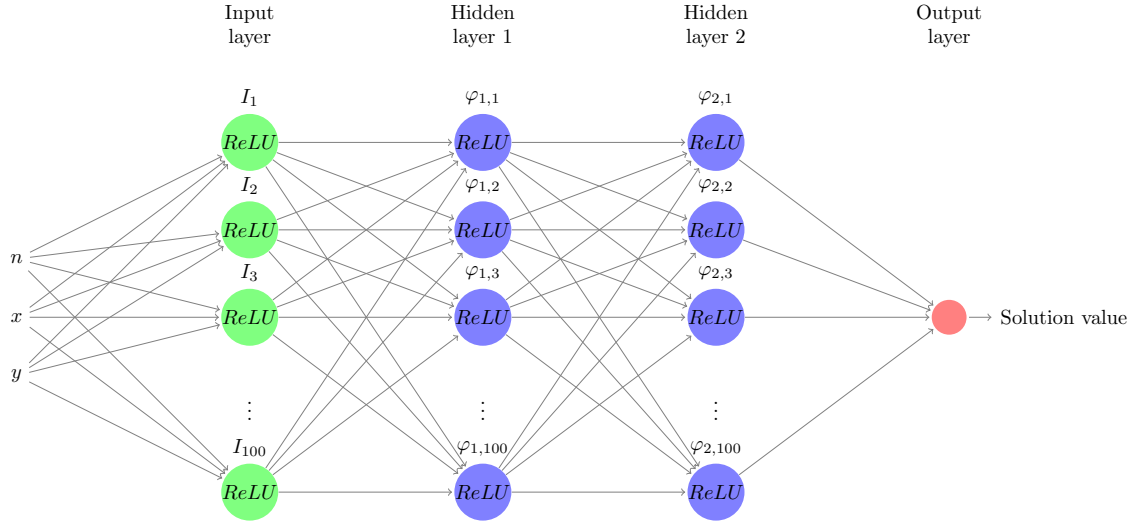 Input
layer
Hidden
layer 1
Hidden
layer 2
Output
layer
I₁
φ₁,₁
φ₂,₁
ReLU
ReLU
ReLU
I₂
φ₁,₂
φ₂,₂
ReLU
ReLU
ReLU
n
I₃
φ₁,₃
φ₂,₃
x
ReLU
ReLU
ReLU
Solution value
y
⋮
⋮
⋮
I₁₀₀
φ₁,₁₀₀
φ₂,₁₀₀
ReLU
ReLU
ReLU